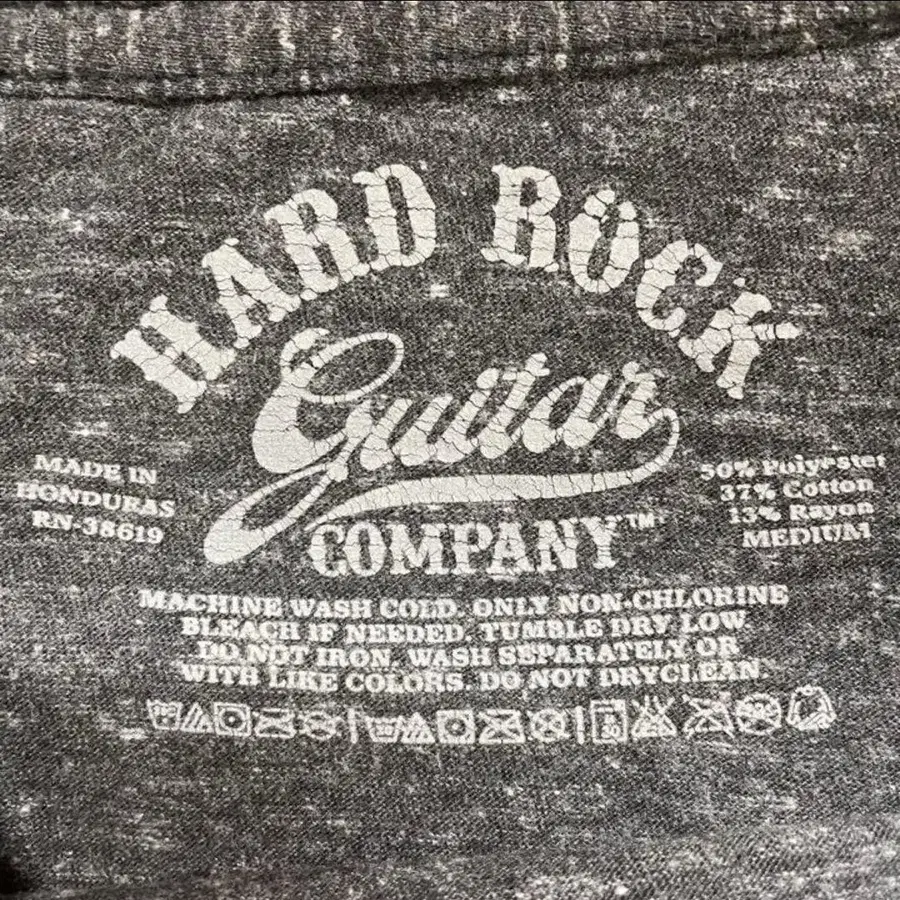 HARD ROCK
Guitar
COMPANY™
MADE IN
HONDURAS
RN-38619
50% Polyester
37% Cotton
13% Rayon
MEDIUM
MACHINE WASH COLD. ONLY NON-CHLORINE
BLEACH IF NEEDED. TUMBLE DRY LOW.
DO NOT IRON. WASH SEPARATELY OR
WITH LIKE COLORS. DO NOT DRYCLEAN.